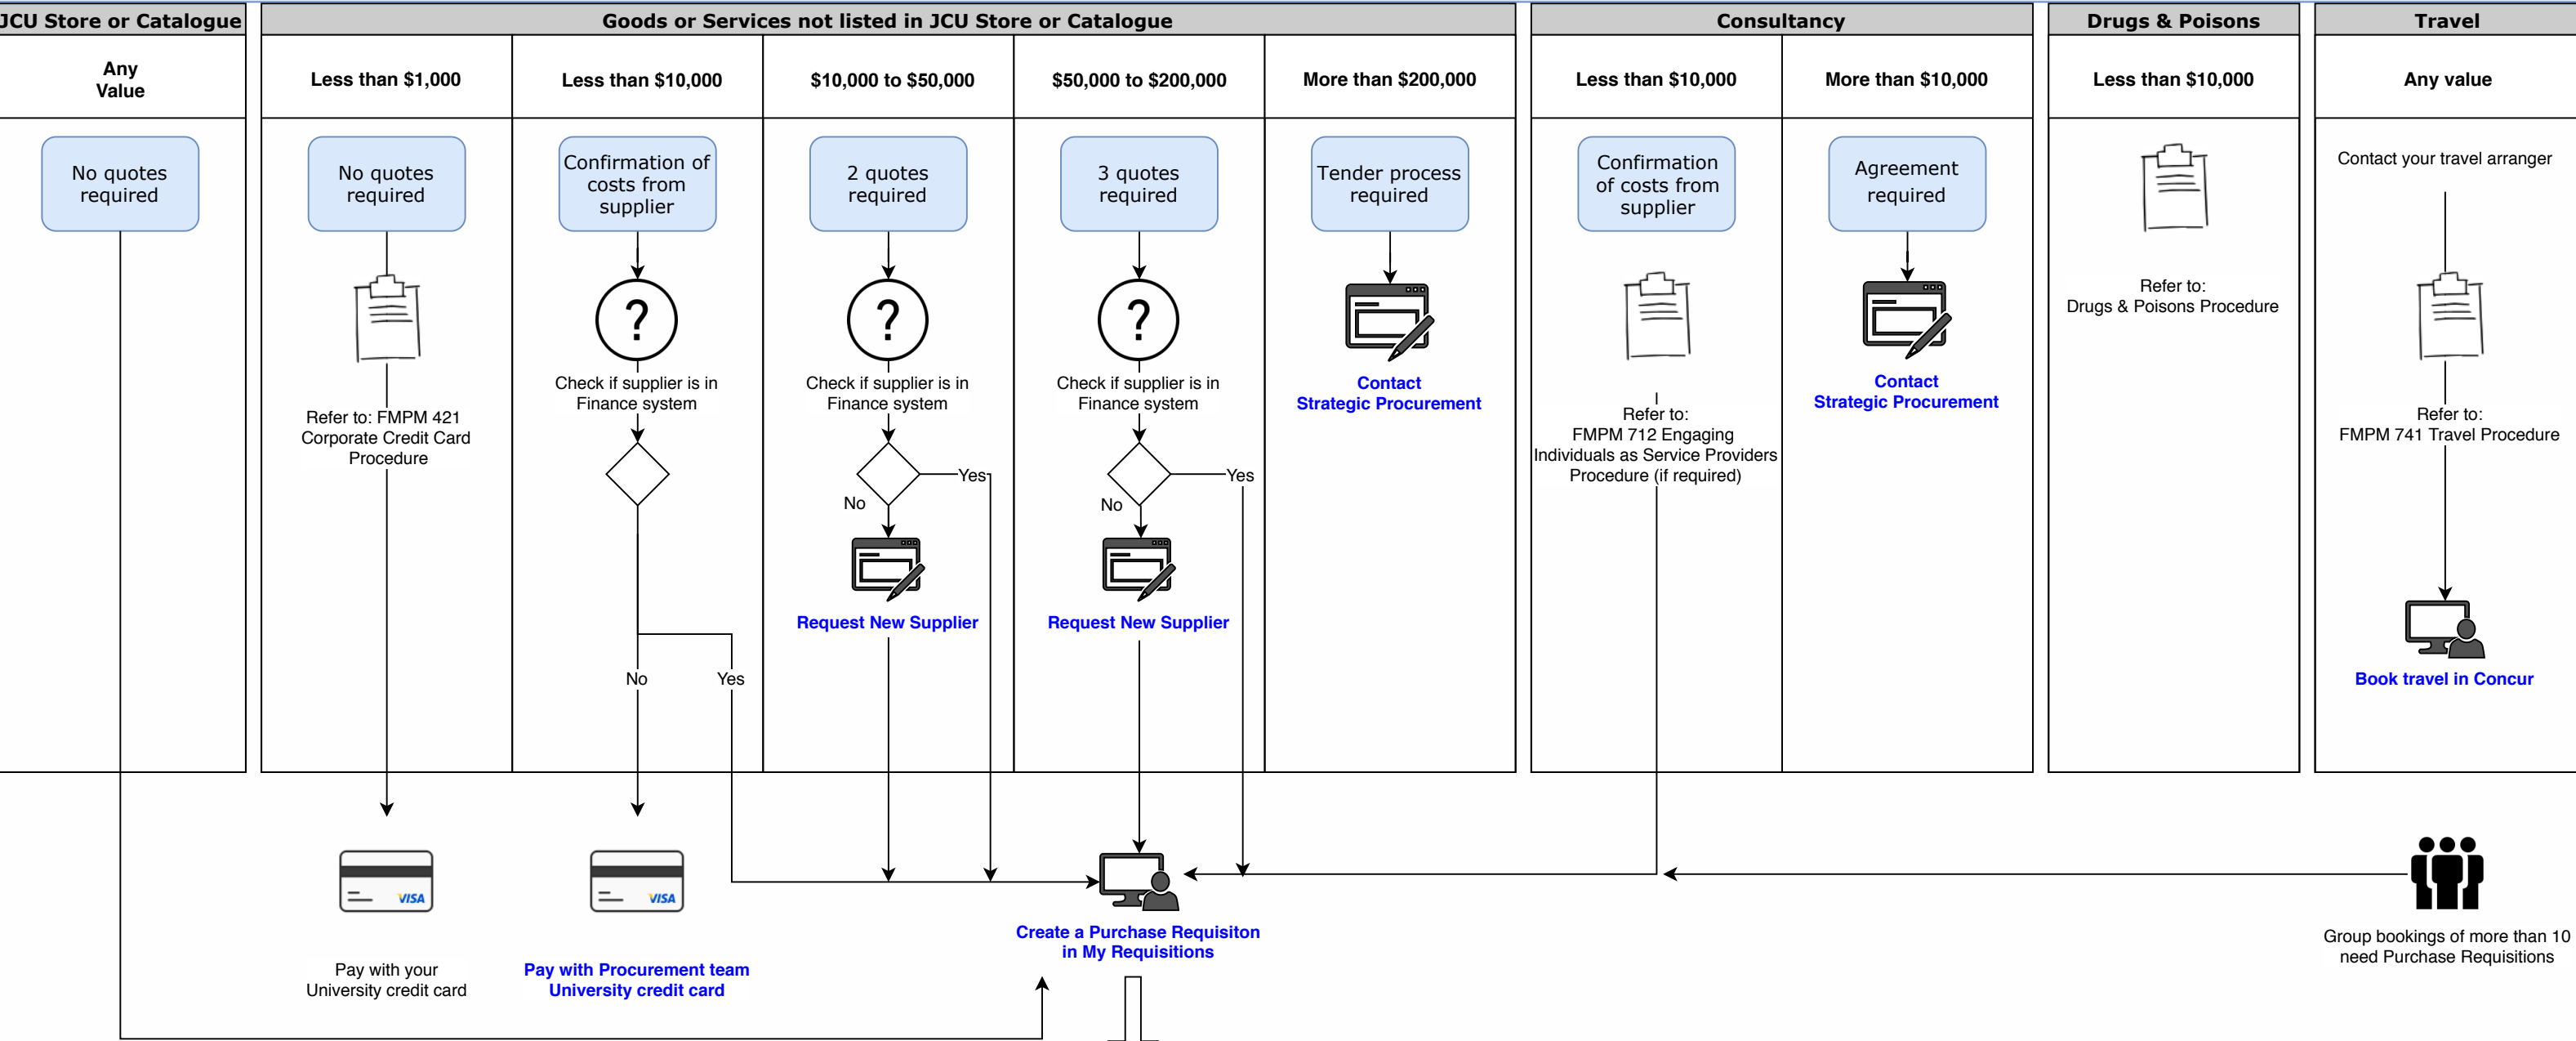 JCU Store or Catalogue
Any
Value
No quotes
required
Goods or Services not listed in JCU Store or Catalogue
Less than $1,000
No quotes
required
Refer to: FMPM 421
Corporate Credit Card
Procedure
VISA
Pay with your
University credit card
Less than $10,000
Confirmation of
costs from
supplier
?
Check if supplier is in
Finance system
No
Yes
VISA
Pay with Procurement team
University credit card
$10,000 to $50,000
2 quotes
required
?
Check if supplier is in
Finance system
Yes
No
Request New Supplier
$50,000 to $200,000
3 quotes
required
?
Check if supplier is in
Finance system
Yes
No
Request New Supplier
Create a Purchase Requisiton
in My Requisitions
More than $200,000
Tender process
required
Contact
Strategic Procurement
Consultancy
Less than $10,000
Confirmation
of costs from
supplier
Refer to:
FMPM 712 Engaging
Individuals as Service Providers
Procedure (if required)
More than $10,000
Agreement
required
Contact
Strategic Procurement
Drugs & Poisons
Less than $10,000
Refer to:
Drugs & Poisons Procedure
Travel
Any value
Contact your travel arranger
Refer to:
FMPM 741 Travel Procedure
Book travel in Concur
Group bookings of more than 10
need Purchase Requisitions